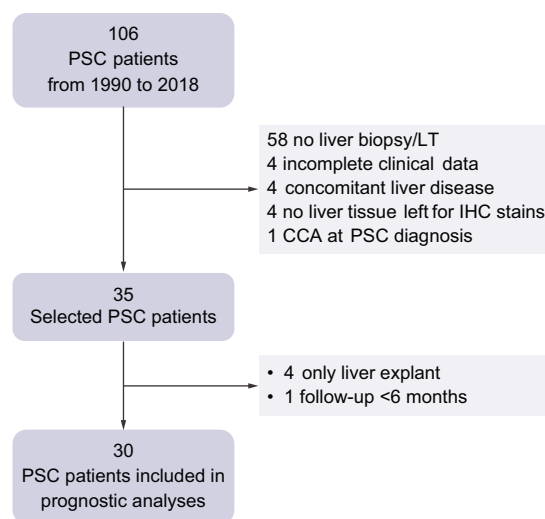 106
PSC patients
from 1990 to 2018
58 no liver biopsy/LT
4 incomplete clinical data
4 concomitant liver disease
4 no liver tissue left for IHC stains
1 CCA at PSC diagnosis
35
Selected PSC patients
• 4 only liver explant
• 1 follow-up <6 months
30
PSC patients included in
prognostic analyses